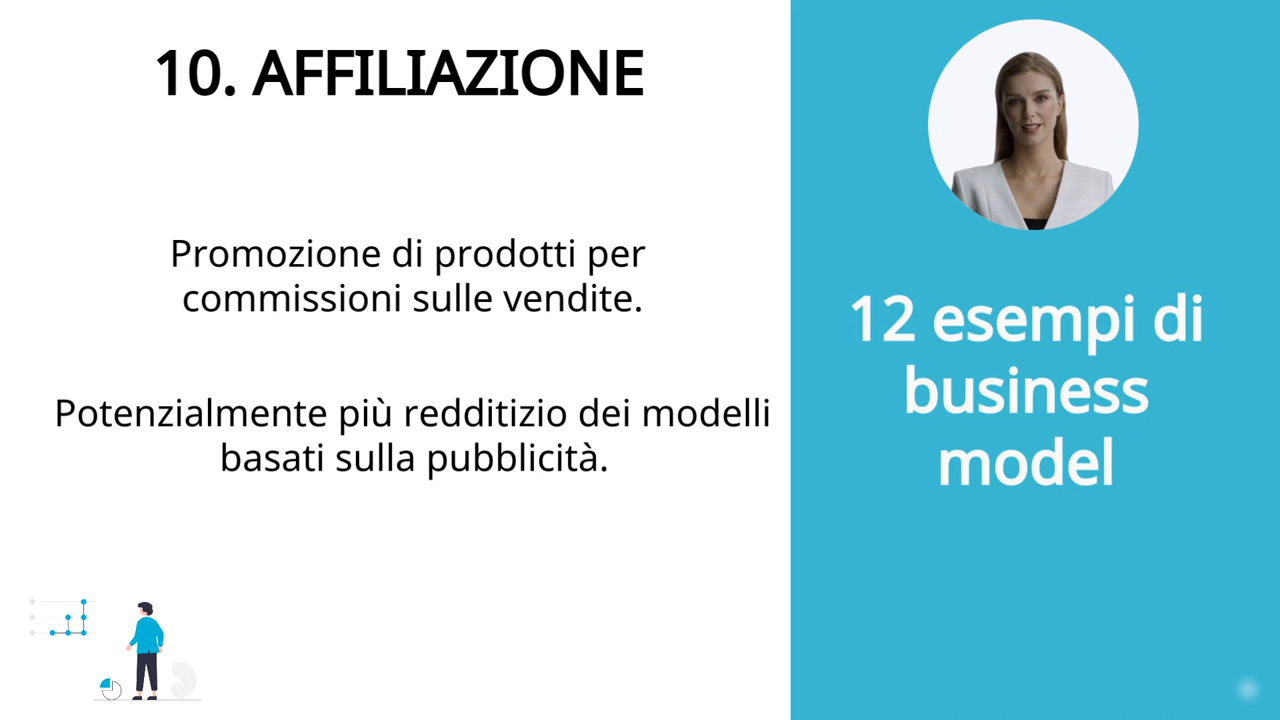 10. AFFILIAZIONE
Promozione di prodotti per
commissioni sulle vendite.
Potenzialmente più redditizio dei modelli
basati sulla pubblicità.
12 esempi di
business
model